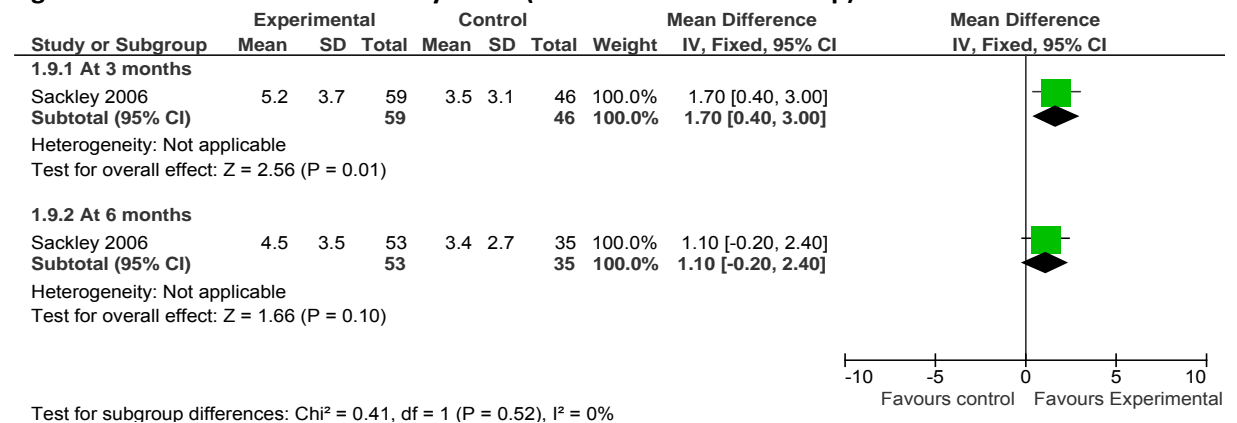 Experimental Control Mean Difference Mean Difference
Study or Subgroup Mean SD Total Mean SD Total Weight IV, Fixed, 95% CI IV, Fixed, 95% CI
1.9.1 At 3 months
Sackley 2006 5.2 3.7 59 3.5 3.1 46 100.0% 1.70 [0.40, 3.00]
Subtotal (95% CI) 59 46 100.0% 1.70 [0.40, 3.00]
Heterogeneity: Not applicable
Test for overall effect: Z = 2.56 (P = 0.01)
1.9.2 At 6 months
Sackley 2006 4.5 3.5 53 3.4 2.7 35 100.0% 1.10 [-0.20, 2.40]
Subtotal (95% CI) 53 35 100.0% 1.10 [-0.20, 2.40]
Heterogeneity: Not applicable
Test for overall effect: Z = 1.66 (P = 0.10)
-10 -5 0 5 10
Favours control Favours Experimental
Test for subgroup differences: Chi² = 0.41, df = 1 (P = 0.52), I² = 0%